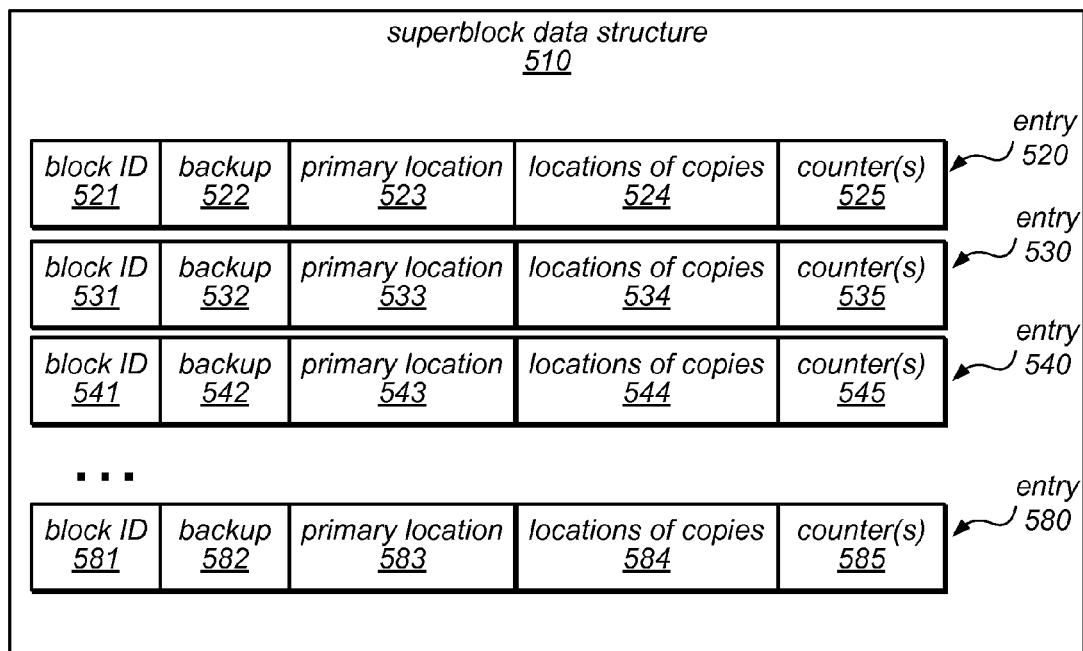 superblock data structure
510
entry
520
block ID backup primary location locations of copies counter(s)
521 522 523 524 525
entry
530
block ID backup primary location locations of copies counter(s)
531 532 533 534 535
entry
540
block ID backup primary location locations of copies counter(s)
541 542 543 544 545
...
entry
580
block ID backup primary location locations of copies counter(s)
581 582 583 584 585